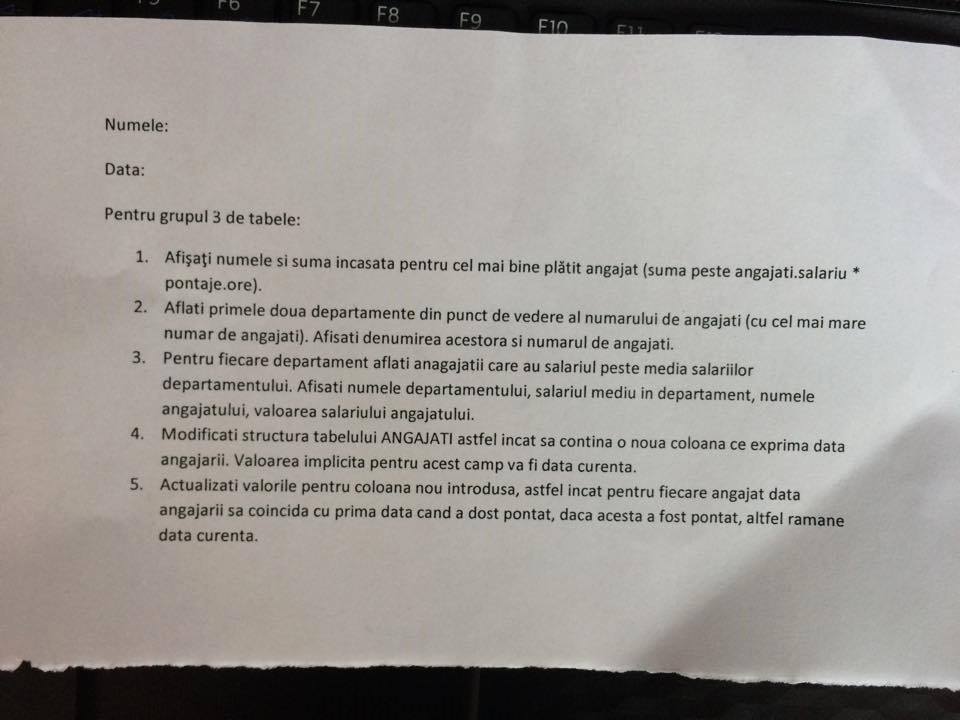 F6 F7 F8 F9 F10 F11
Numele:
Data:
Pentru grupul 3 de tabele:
1. Afişaţi numele si suma incasata pentru cel mai bine plătit angajat (suma peste angajati.salariu *
pontaje.ore).
2. Aflati primele doua departamente din punct de vedere al numarului de angajati (cu cel mai mare
numar de angajati). Afisati denumirea acestora si numarul de angajati.
3. Pentru fiecare departament aflati anagajatii care au salariul peste media salariilor
departamentului. Afisati numele departamentului, salariul mediu in departament, numele
angajatului, valoarea salariului angajatului.
4. Modificati structura tabelului ANGAJATI astfel incat sa contina o noua coloana ce exprima data
angajarii. Valoarea implicita pentru acest camp va fi data curenta.
5. Actualizati valorile pentru coloana nou introdusa, astfel incat pentru fiecare angajat data
angajarii sa coincida cu prima data cand a dost pontat, daca acesta a fost pontat, altfel ramane
data curenta.